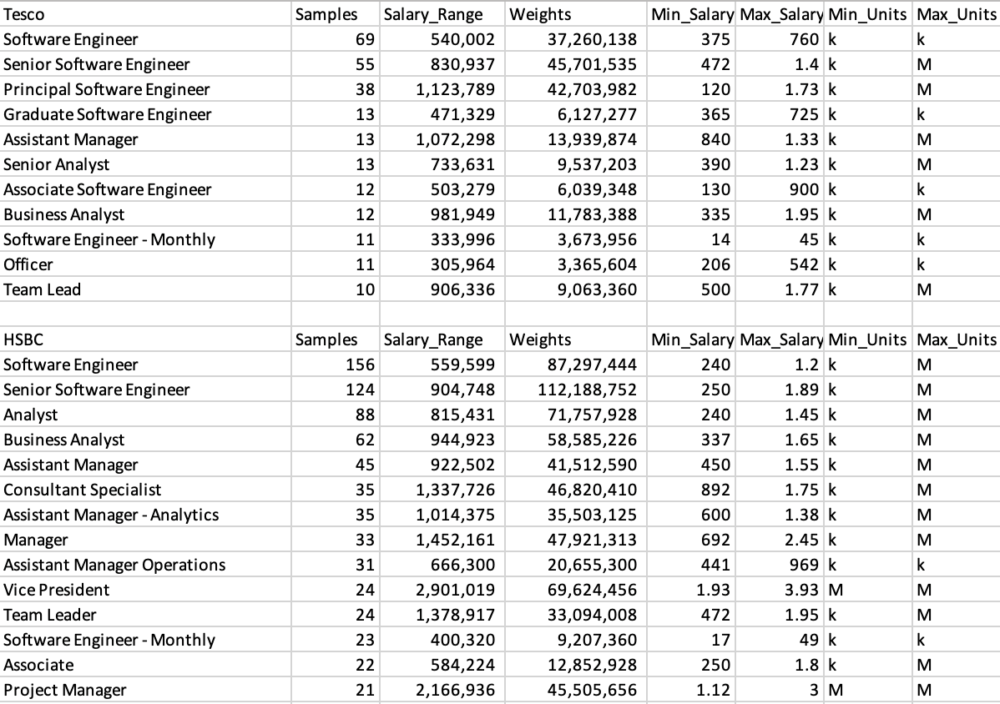 Tesco Samples Salary_Range Weights Min_Salary Max_Salary Min_Units Max_Units
Software Engineer 69 540,002 37,260,138 375 760 k k
Senior Software Engineer 55 830,937 45,701,535 472 1.4 k M
Principal Software Engineer 38 1,123,789 42,703,982 120 1.73 k M
Graduate Software Engineer 13 471,329 6,127,277 365 725 k k
Assistant Manager 13 1,072,298 13,939,874 840 1.33 k M
Senior Analyst 13 733,631 9,537,203 390 1.23 k M
Associate Software Engineer 12 503,279 6,039,348 130 900 k k
Business Analyst 12 981,949 11,783,388 335 1.95 k M
Software Engineer - Monthly 11 333,996 3,673,956 14 45 k k
Officer 11 305,964 3,365,604 206 542 k k
Team Lead 10 906,336 9,063,360 500 1.77 k M
HSBC Samples Salary_Range Weights Min_Salary Max_Salary Min_Units Max_Units
Software Engineer 156 559,599 87,297,444 240 1.2 k M
Senior Software Engineer 124 904,748 112,188,752 250 1.89 k M
Analyst 88 815,431 71,757,928 240 1.45 k M
Business Analyst 62 944,923 58,585,226 337 1.65 k M
Assistant Manager 45 922,502 41,512,590 450 1.55 k M
Consultant Specialist 35 1,337,726 46,820,410 892 1.75 k M
Assistant Manager - Analytics 35 1,014,375 35,503,125 600 1.38 k M
Manager 33 1,452,161 47,921,313 692 2.45 k M
Assistant Manager Operations 31 666,300 20,655,300 441 969 k k
Vice President 24 2,901,019 69,624,456 1.93 3.93 M M
Team Leader 24 1,378,917 33,094,008 472 1.95 k M
Software Engineer - Monthly 23 400,320 9,207,360 17 49 k k
Associate 22 584,224 12,852,928 250 1.8 k M
Project Manager 21 2,166,936 45,505,656 1.12 3 M M